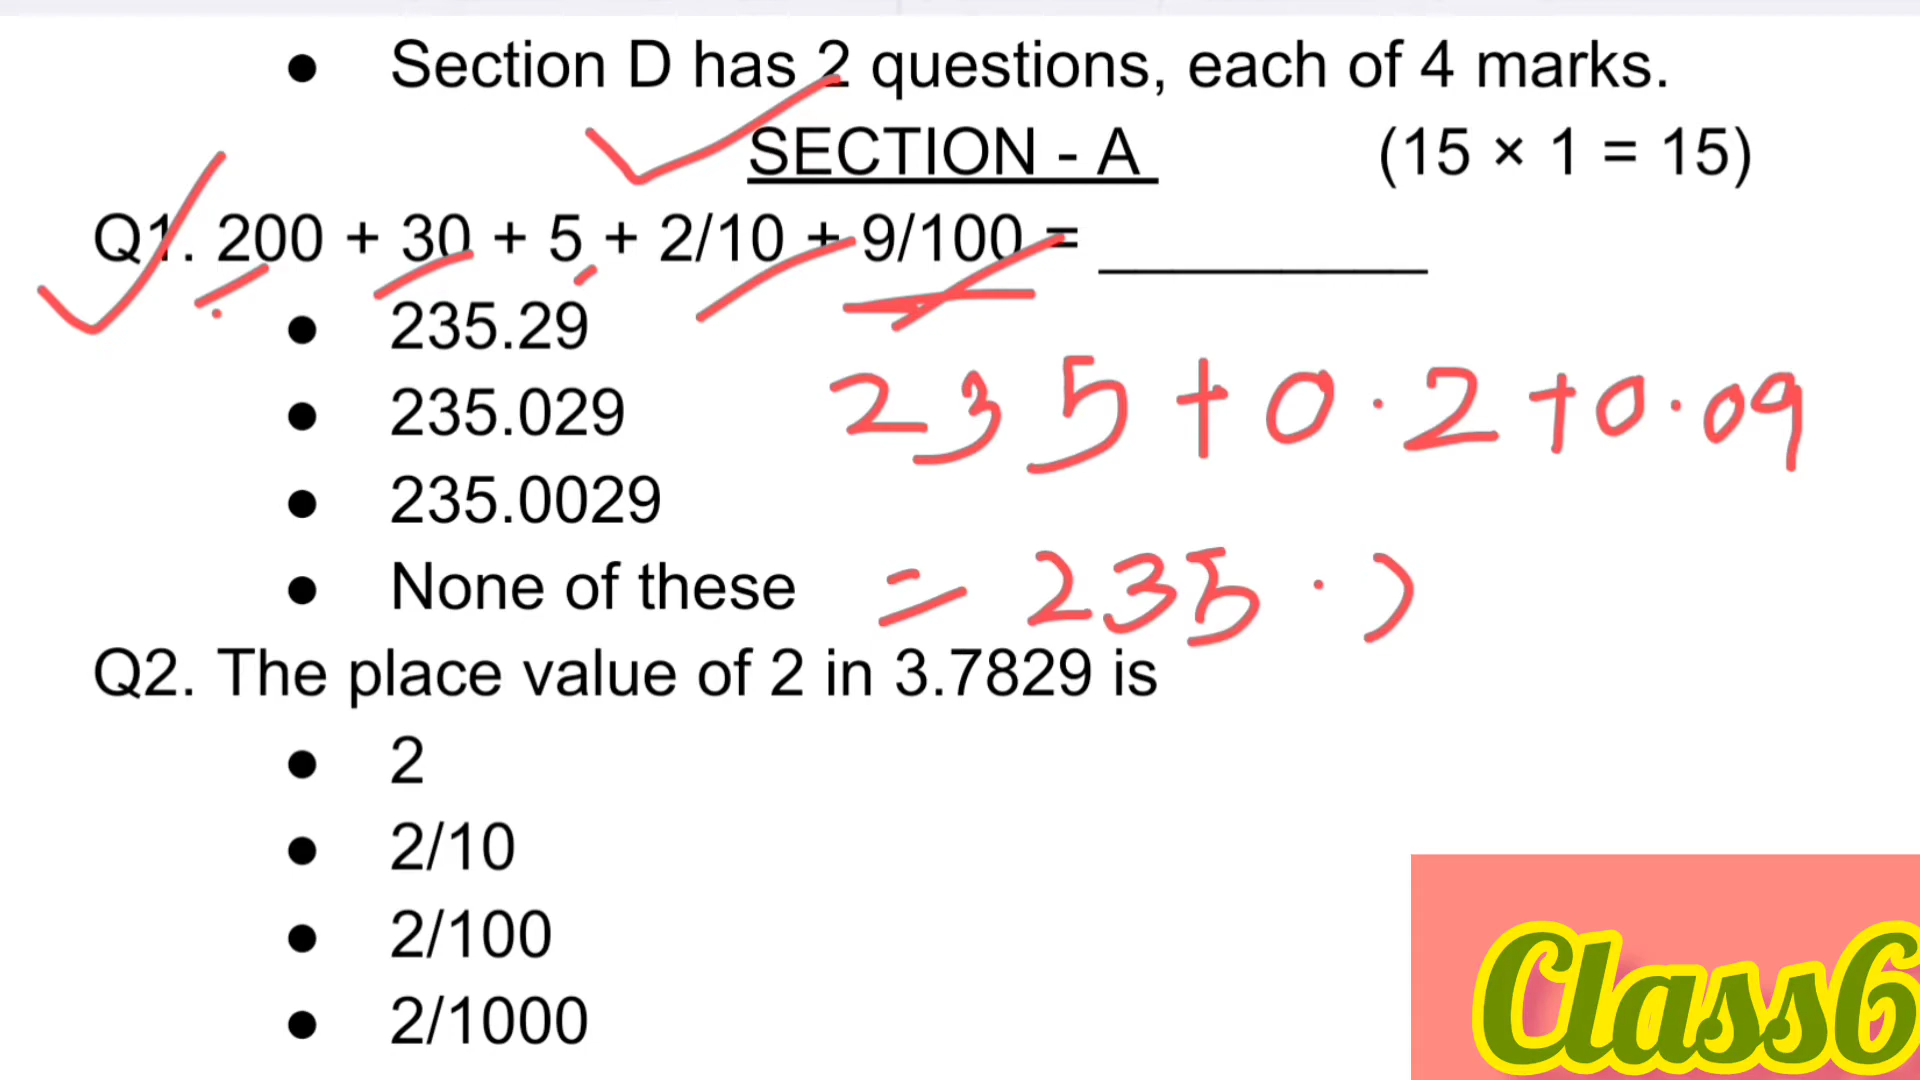 ● Section D has 2 questions, each of 4 marks.
SECTION - A (15 × 1 = 15)
Q1. 200 + 30 + 5 + 2/10 + 9/100 = __________
● 235.29
● 235.029
235+0.2+0.09
● 235.0029
● None of these
= 235.
Q2. The place value of 2 in 3.7829 is
● 2
● 2/10
● 2/100
● 2/1000
Class6